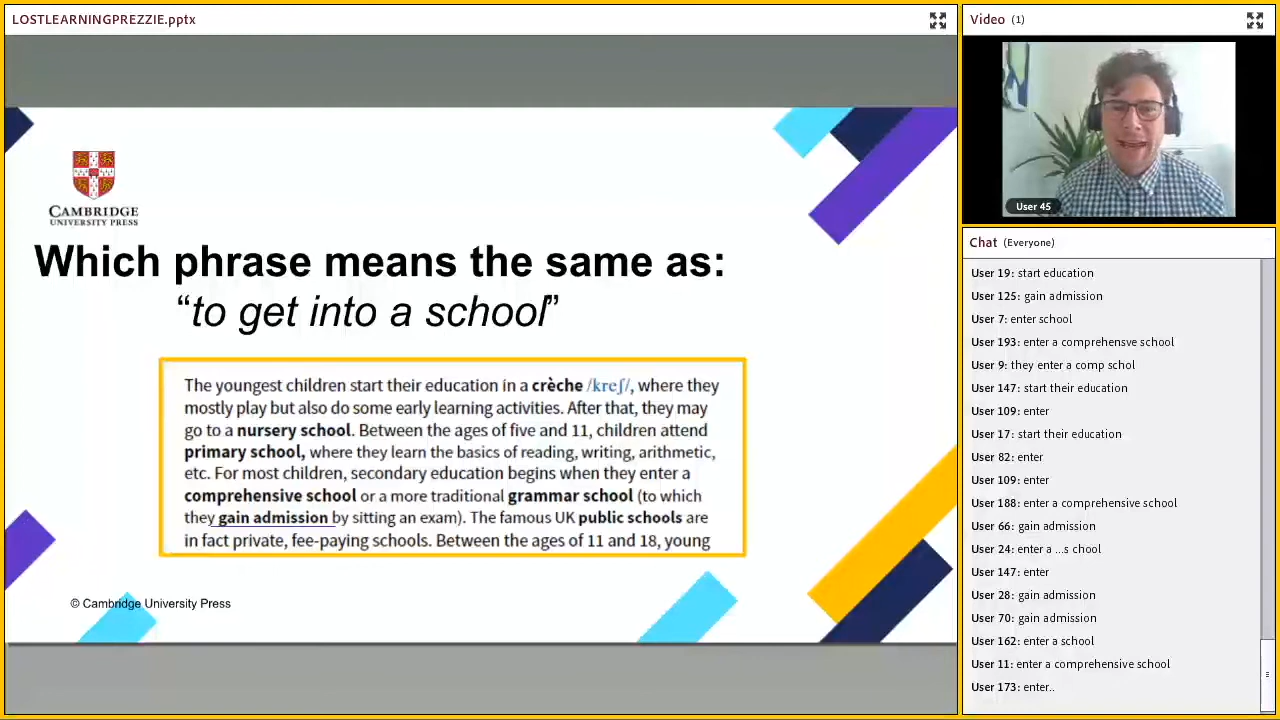 LOSTLEARNINGPREZZIE.pptx
CAMBRIDGE
UNIVERSITY PRESS
Which phrase means the same as:
“to get into a school”
The youngest children start their education in a crèche /kreʃ/, where they
mostly play but also do some early learning activities. After that, they may
go to a nursery school. Between the ages of five and 11, children attend
primary school, where they learn the basics of reading, writing, arithmetic,
etc. For most children, secondary education begins when they enter a
comprehensive school or a more traditional grammar school (to which
they gain admission by sitting an exam). The famous UK public schools are
in fact private, fee-paying schools. Between the ages of 11 and 18, young
© Cambridge University Press
Video (1)
User 45
Chat (Everyone)
User 19: start education
User 125: gain admission
User 7: enter school
User 193: enter a comprehensve school
User 9: they enter a comp schol
User 147: start their education
User 109: enter
User 17: start their education
User 82: enter
User 109: enter
User 188: enter a comprehensive school
User 66: gain admission
User 24: enter a ...s chool
User 147: enter
User 28: gain admission
User 70: gain admission
User 162: enter a school
User 11: enter a comprehensive school
User 173: enter..